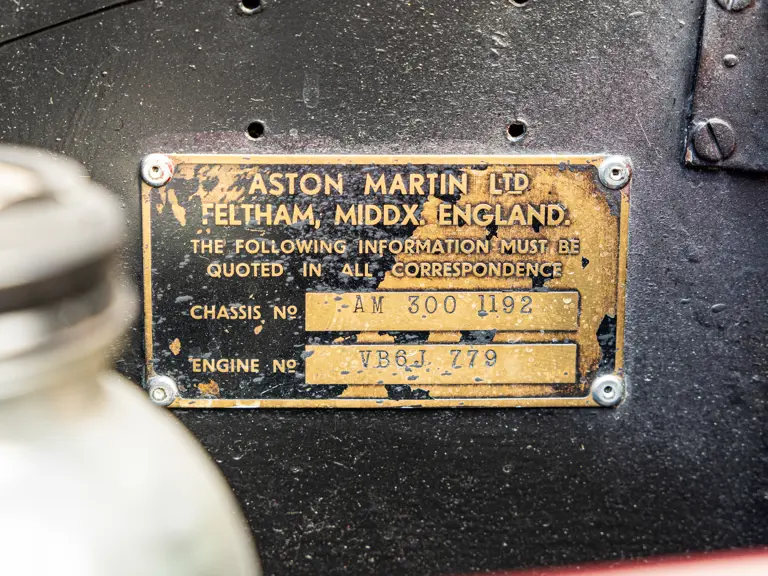 ASTON MARTIN LTD
FELTHAM, MIDDX. ENGLAND.
THE FOLLOWING INFORMATION MUST BE
QUOTED IN ALL CORRESPONDENCE
CHASSIS Nº AM 300 1192
ENGINE Nº VB6J 779